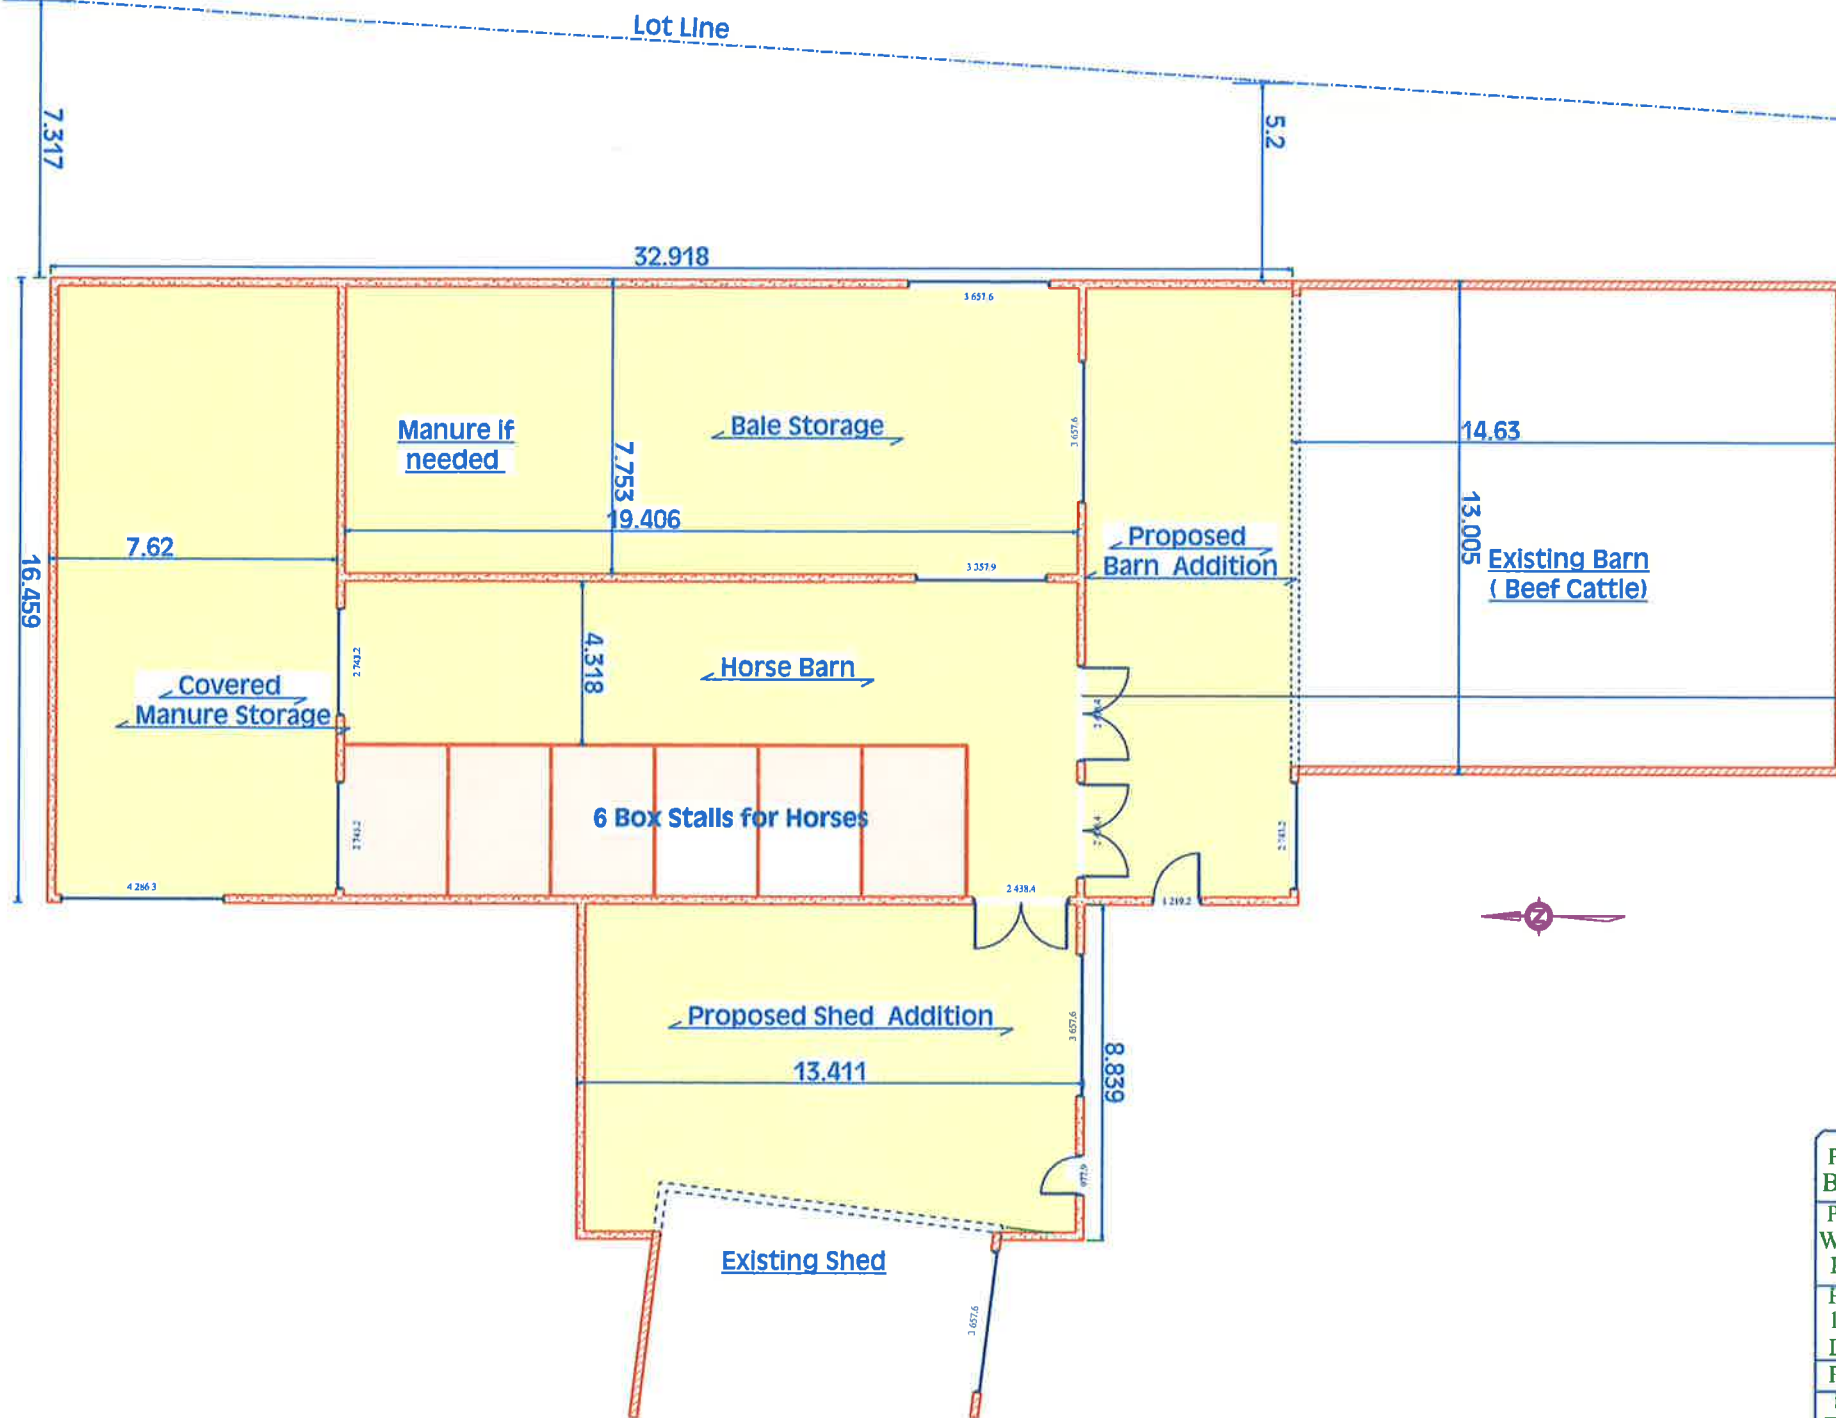 Lot Line
7.317
5.2
32.918
3 657.6
Manure if
needed
Bale Storage
7.753
3 657.6
14.63
19.406
13.005
7.62
Proposed
Barn Addition
Existing Barn
( Beef Cattle)
16.459
3 357.9
2 743.2
4.318
Horse Barn
Covered
Manure Storage
6 Box Stalls for Horses
2 743.2
2 743.2
4 286.3
2 438.4
1 219.2
Z
Proposed Shed Addition
3 657.6
13.411
8.839
977.9
Existing Shed
3 657.6